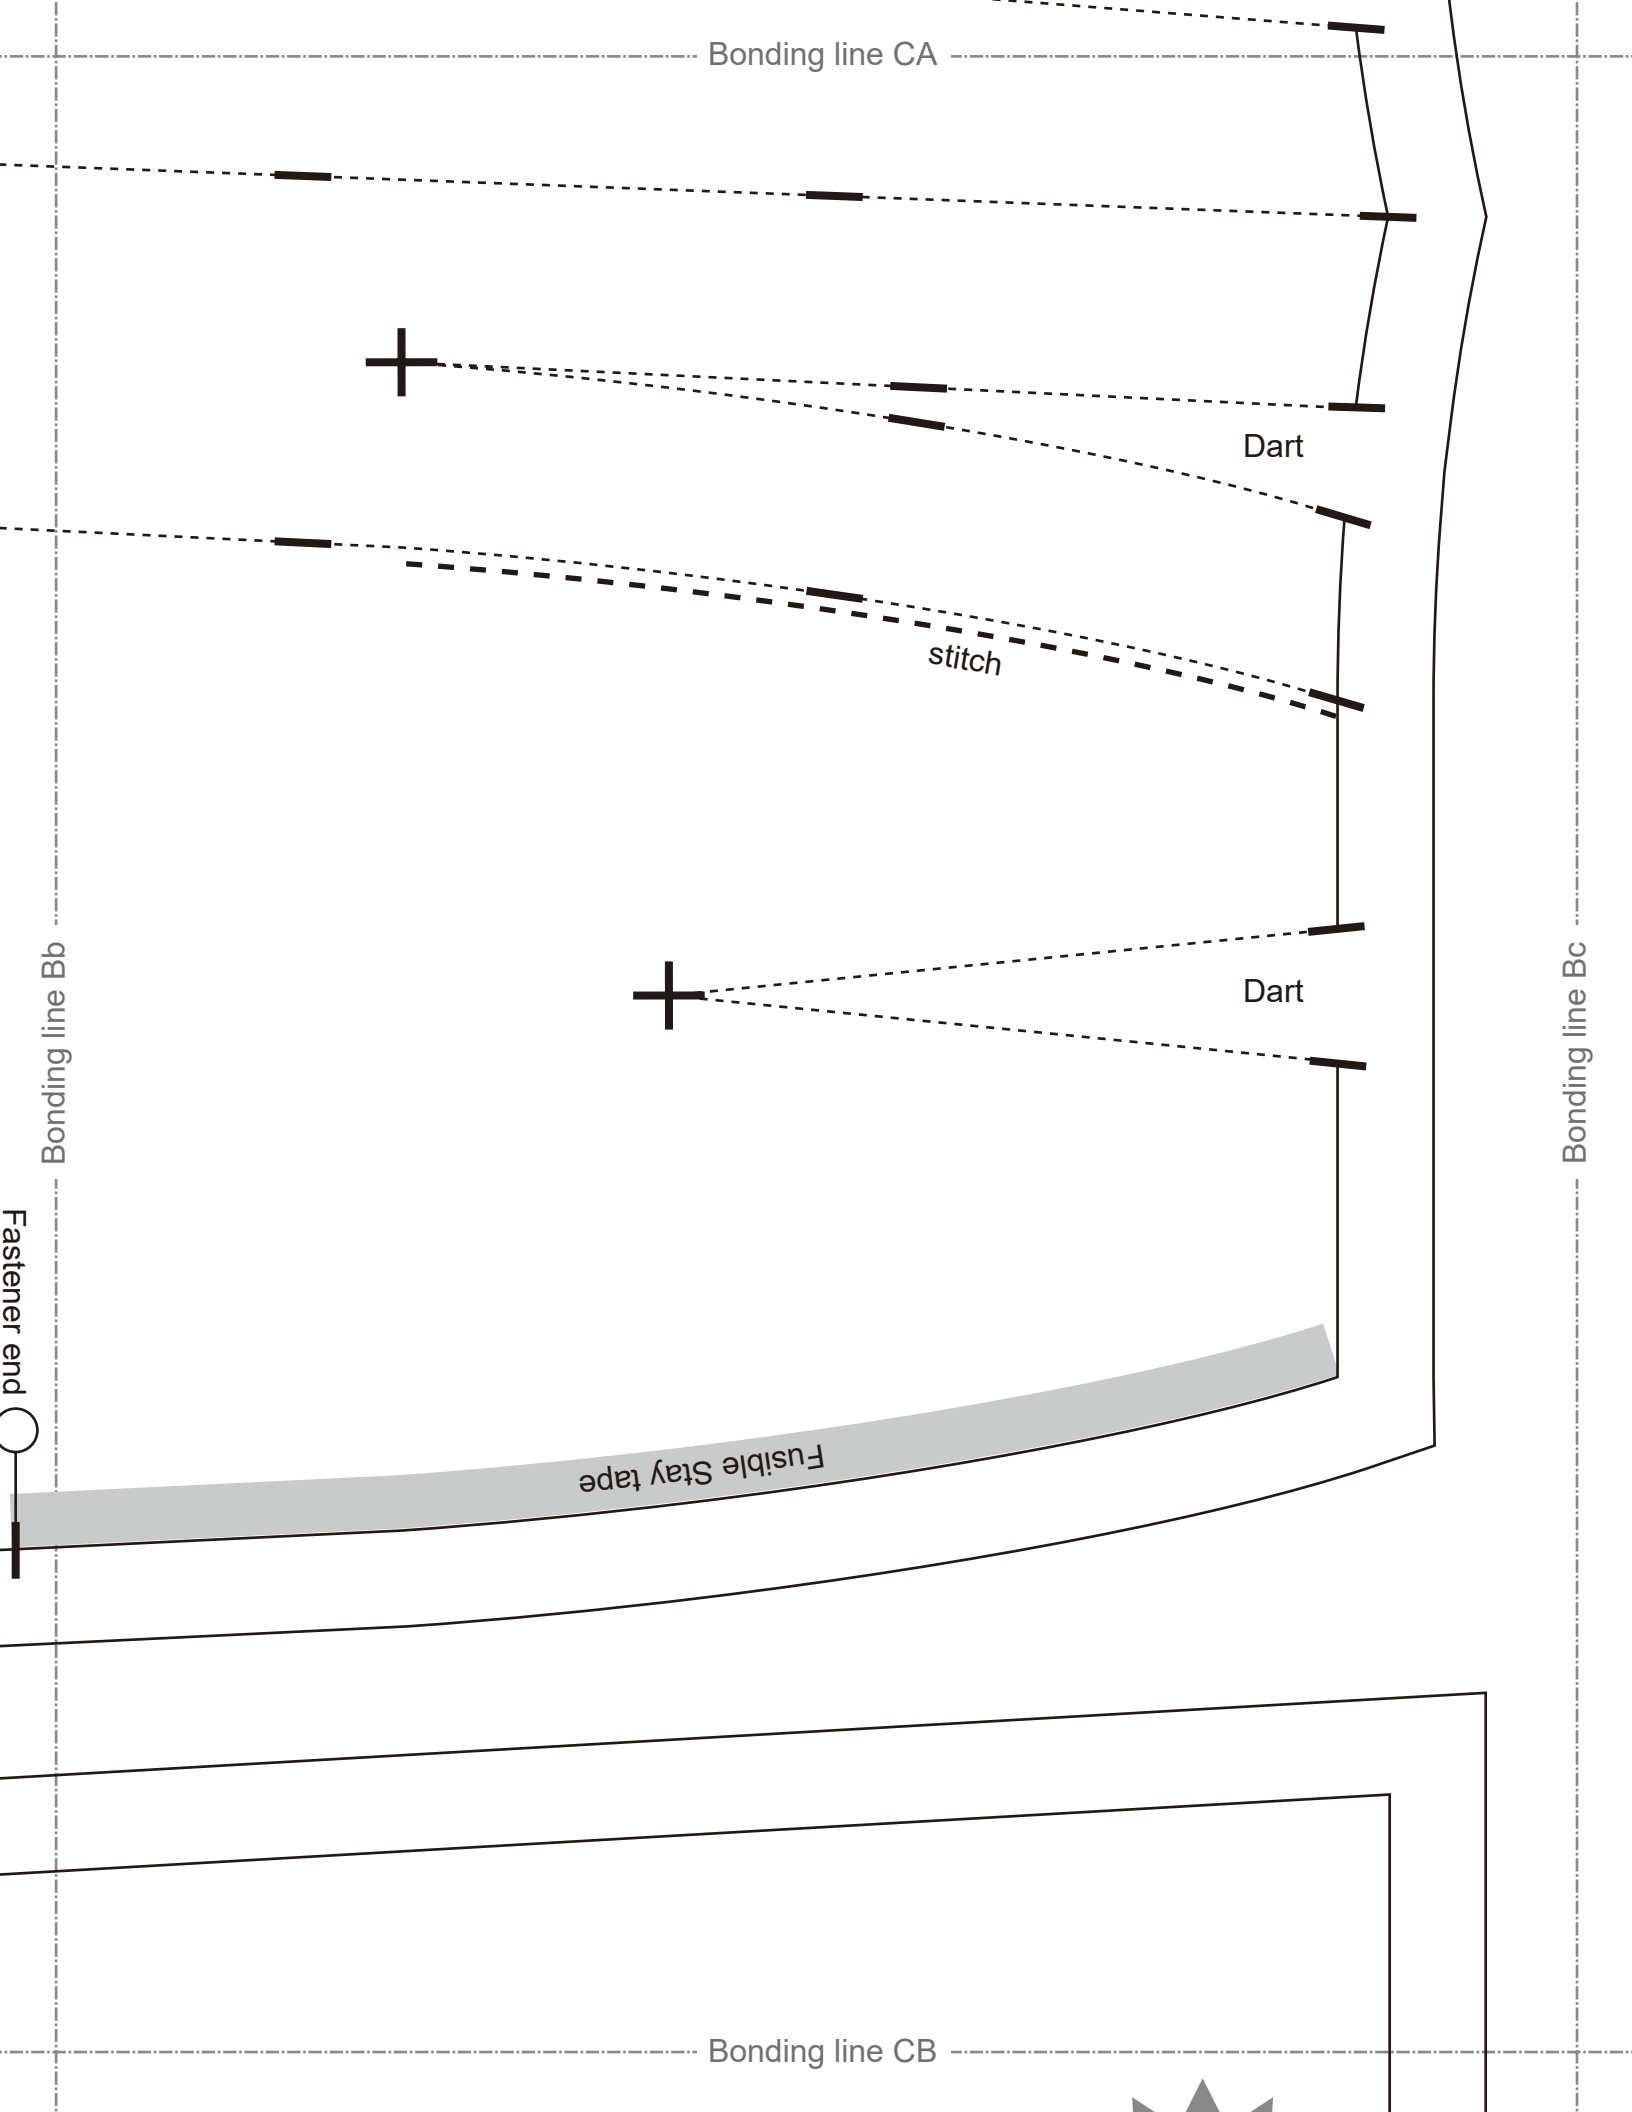 Bonding line CA
Dart
stitch
Bonding line Bb
Bonding line Bc
Dart
Fastener end
Fusible Stay tape
Bonding line CB